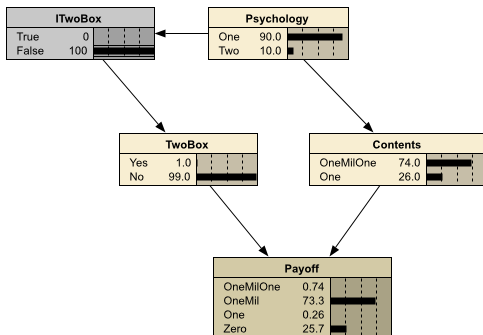 ITwoBox
True 0
False 100
Psychology
One 90.0
Two 10.0
TwoBox
Yes 1.0
No 99.0
Contents
OneMilOne 74.0
One 26.0
Payoff
OneMilOne 0.74
OneMil 73.3
One 0.26
Zero 25.7